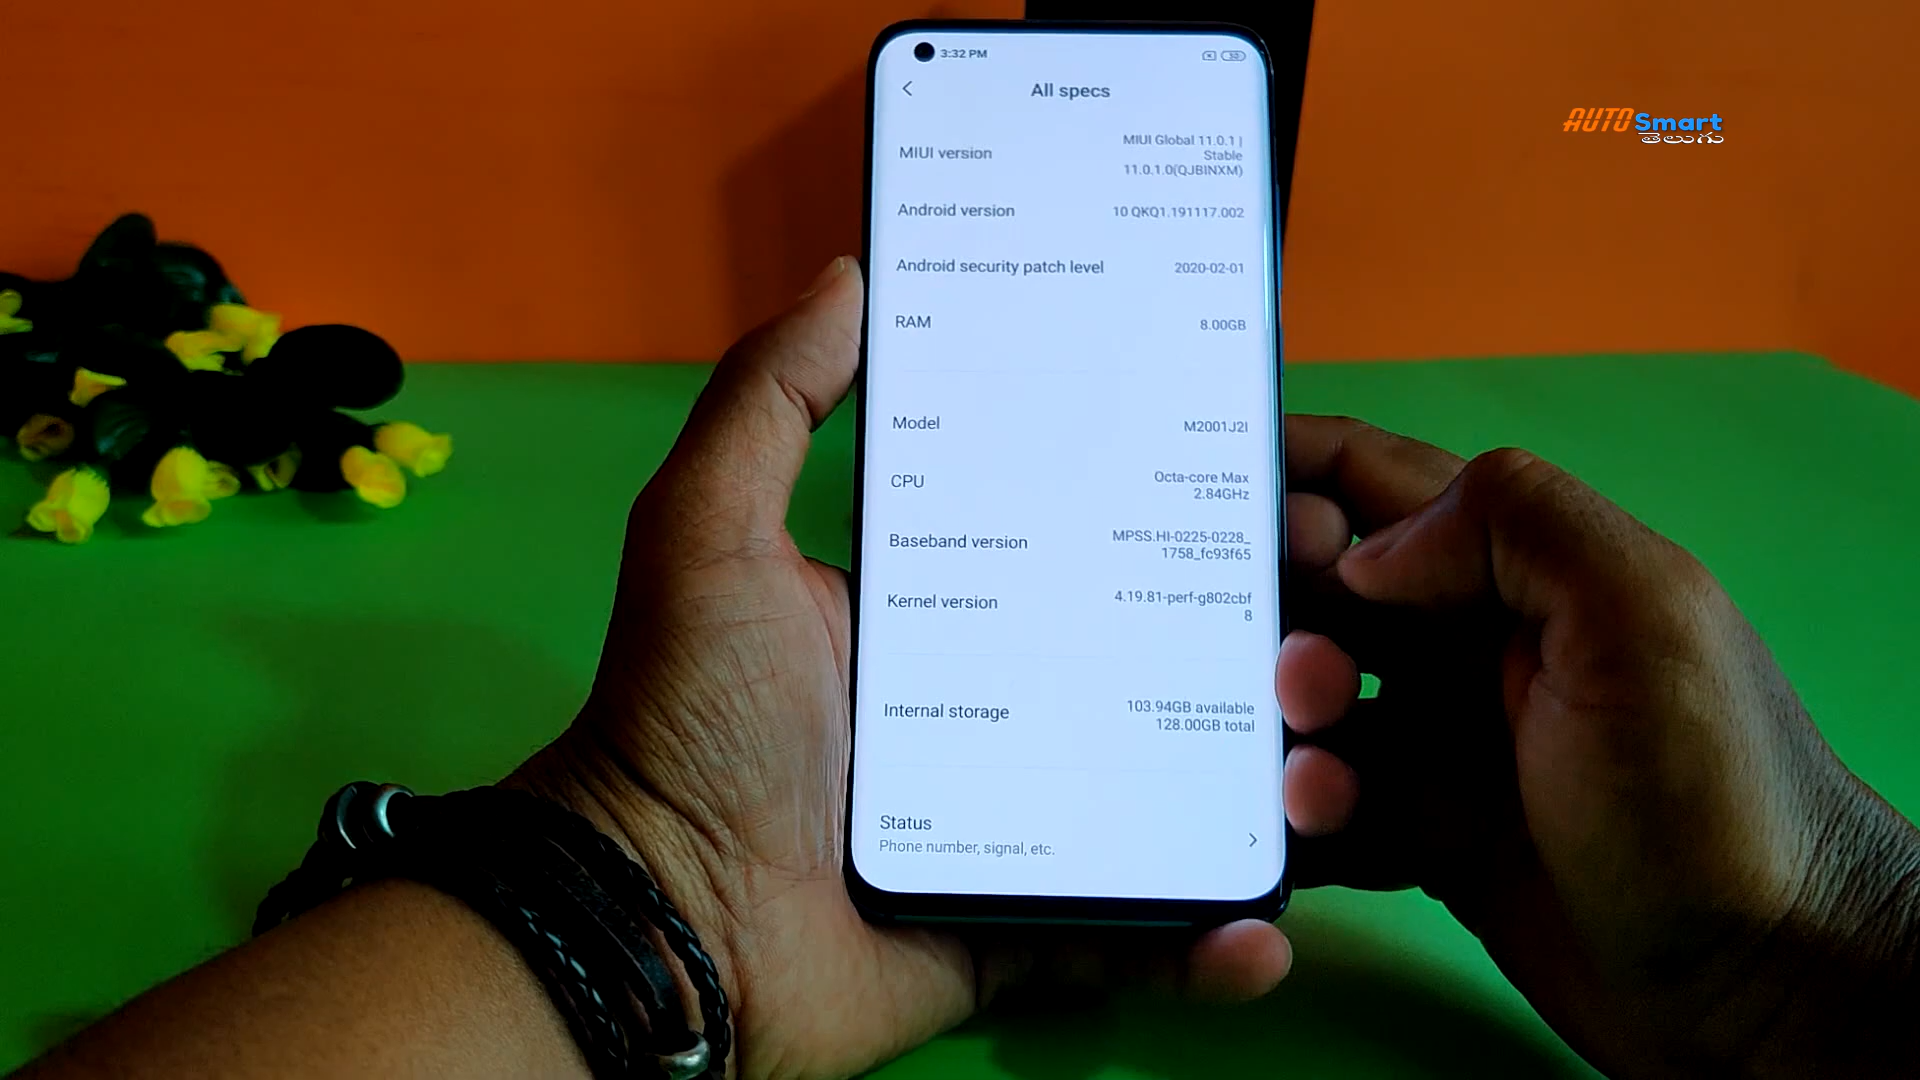 3:32 PM
50
All specs
MIUI version
MIUI Global 11.0.1 |
Stable
11.0.1.0(QJBINXM)
Android version
10 QKQ1.191117.002
Android security patch level
2020-02-01
RAM
8.00GB
Model
M2001J2I
CPU
Octa-core Max
2.84GHz
Baseband version
MPSS.HI-0225-0228_
1758_fc93f65
Kernel version
4.19.81-perf-g802cbf
8
Internal storage
103.94GB available
128.00GB total
Status
Phone number, signal, etc.
AUTO Smart
తెలుగు